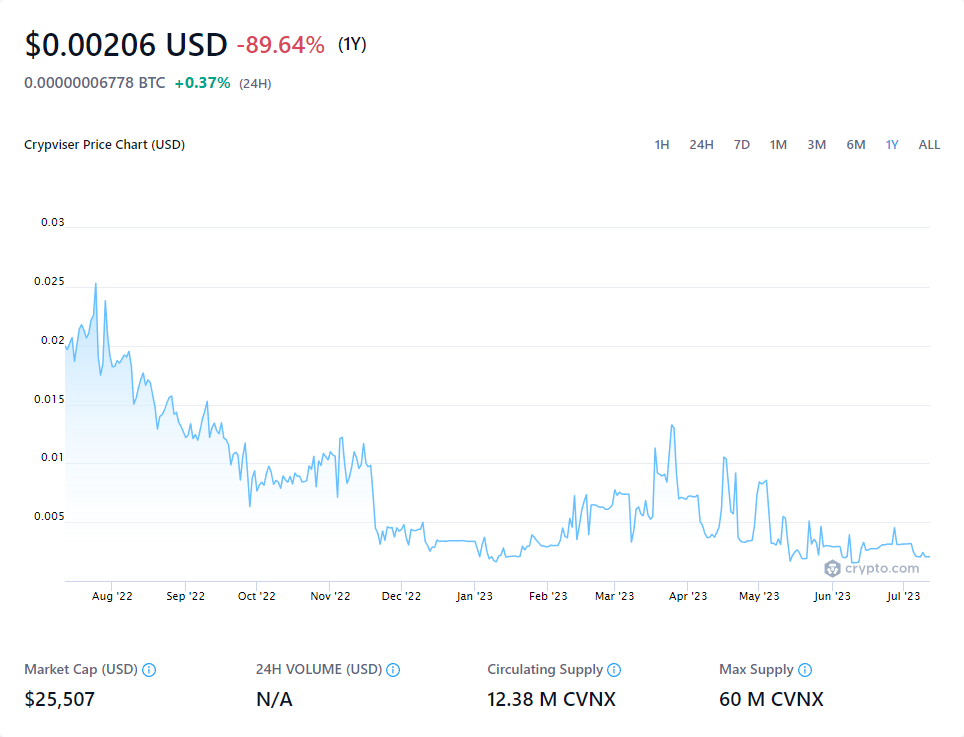 $0.00206 USD -89.64% (1Y)
0.00000006778 BTC +0.37% (24H)
Crypviser Price Chart (USD) 1H 24H 7D 1M 3M 6M 1Y ALL
0.03
0.025
0.02
0.015
0.01
0.005
crypto.com
Aug '22 Sep '22 Oct '22 Nov '22 Dec '22 Jan '23 Feb '23 Mar '23 Apr '23 May '23 Jun '23 Jul '23
Market Cap (USD) 24H VOLUME (USD) Circulating Supply Max Supply
$25,507 N/A 12.38 M CVNX 60 M CVNX